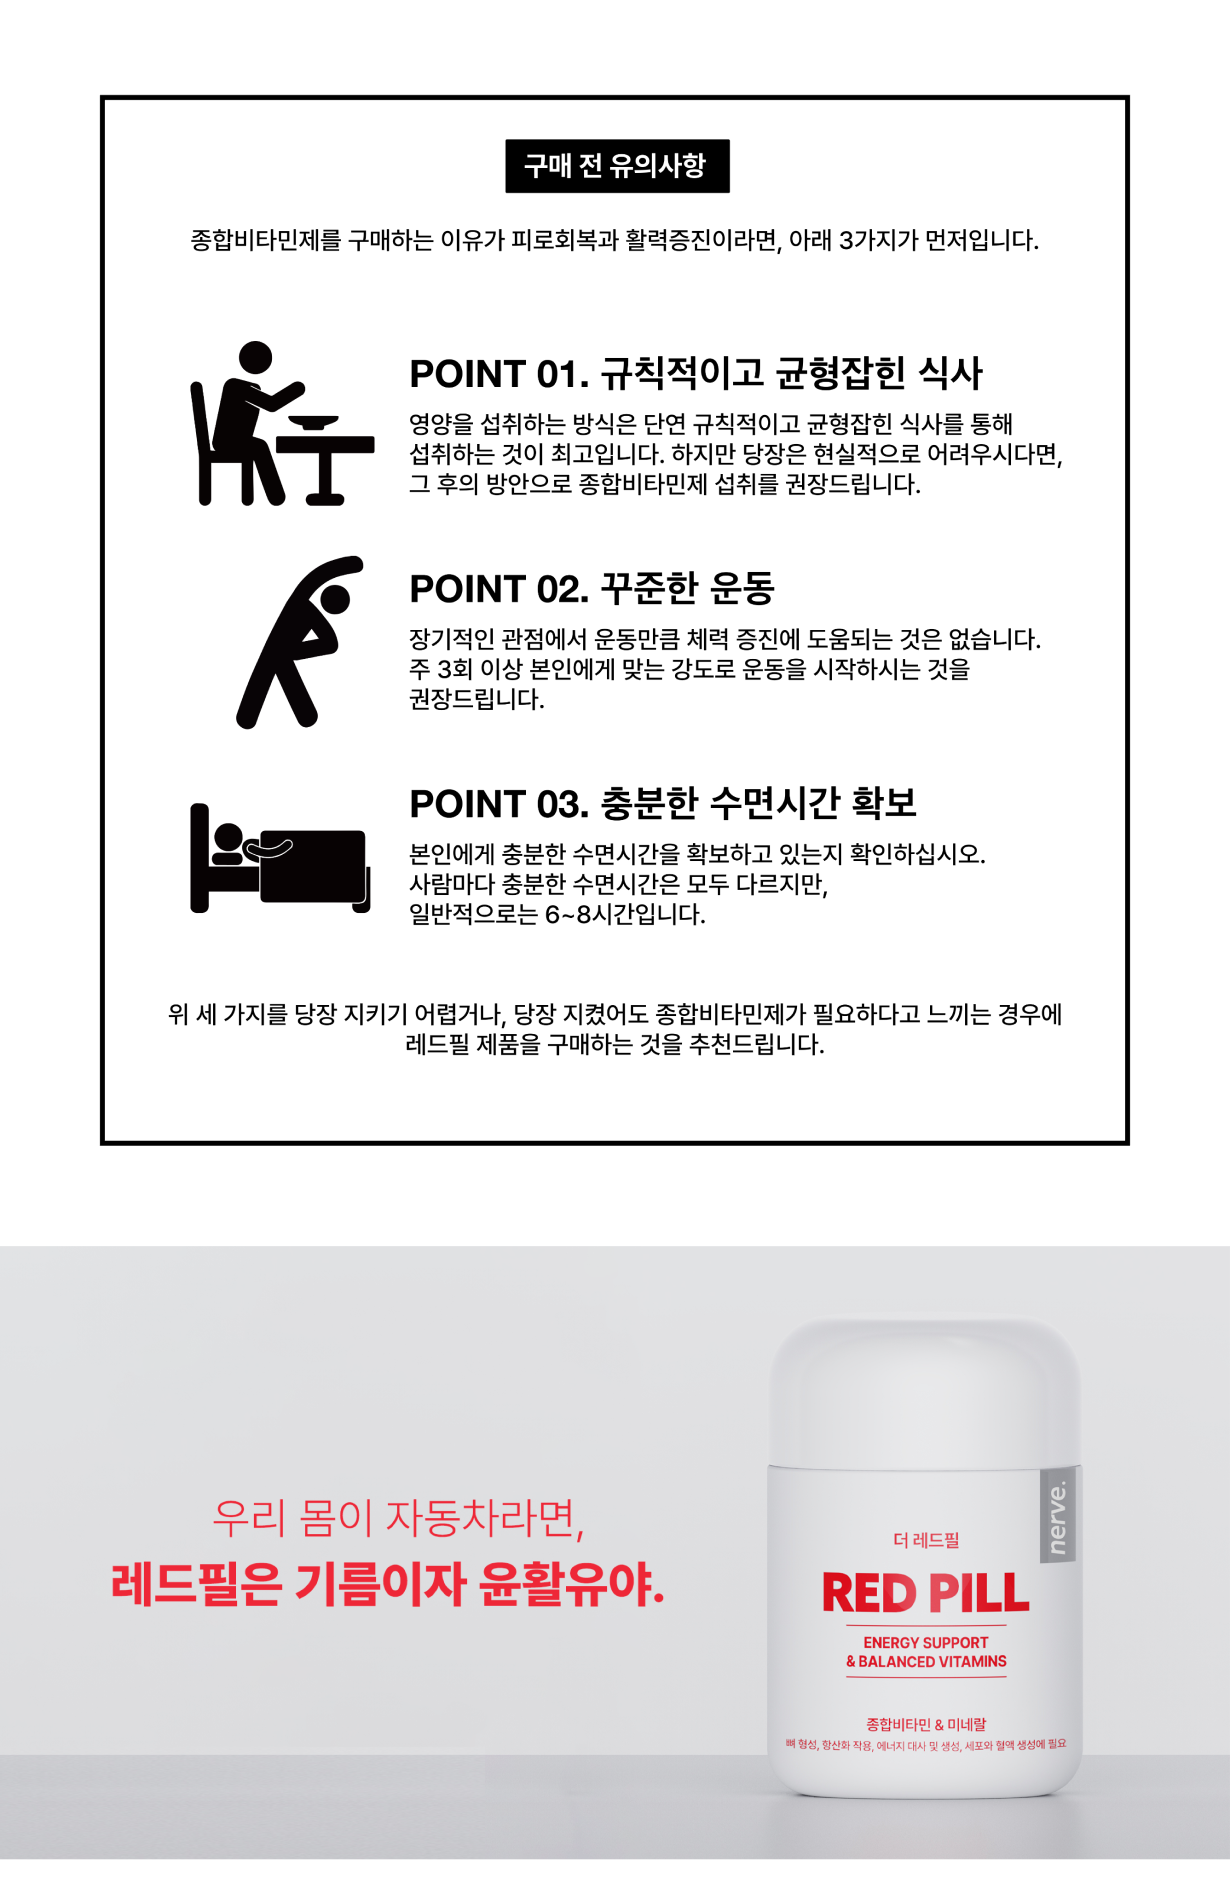 구매 전 유의사항
종합비타민제를 구매하는 이유가 피로회복과 활력증진이라면, 아래 3가지가 먼저입니다.
POINT 01. 규칙적이고 균형잡힌 식사
영양을 섭취하는 방식은 단연 규칙적이고 균형잡힌 식사를 통해
섭취하는 것이 최고입니다. 하지만 당장은 현실적으로 어려우시다면,
그 후의 방안으로 종합비타민제 섭취를 권장드립니다.
POINT 02. 꾸준한 운동
장기적인 관점에서 운동만큼 체력 증진에 도움되는 것은 없습니다.
주 3회 이상 본인에게 맞는 강도로 운동을 시작하시는 것을
권장드립니다.
POINT 03. 충분한 수면시간 확보
본인에게 충분한 수면시간을 확보하고 있는지 확인하십시오.
사람마다 충분한 수면시간은 모두 다르지만,
일반적으로는 6~8시간입니다.
위 세 가지를 당장 지키기 어렵거나, 당장 지켰어도 종합비타민제가 필요하다고 느끼는 경우에
레드필 제품을 구매하는 것을 추천드립니다.
우리 몸이 자동차라면,
레드필은 기름이자 윤활유야.
nerve.
더 레드필
RED PILL
ENERGY SUPPORT
& BALANCED VITAMINS
종합비타민 & 미네랄
뼈 형성, 항산화 작용, 에너지 대사 및 생성, 세포와 혈액 생성에 필요